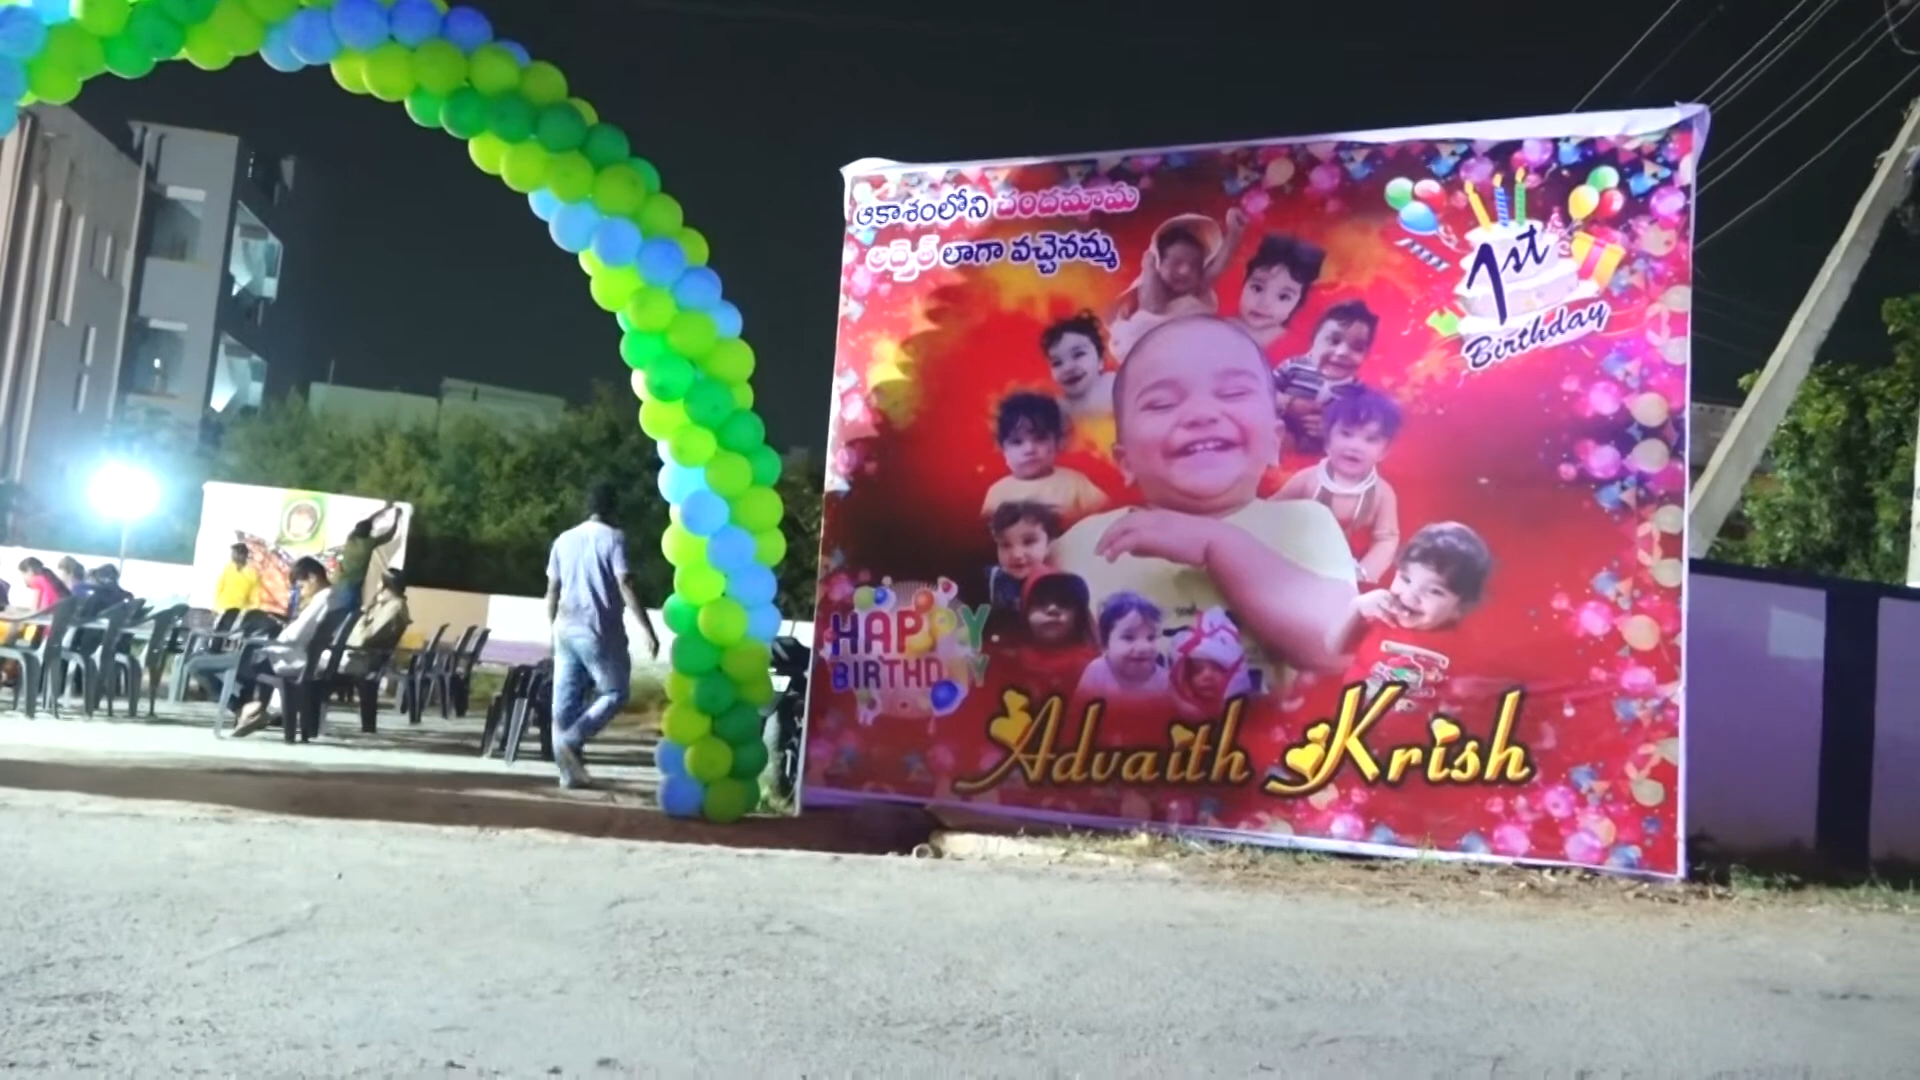 ఆకాశంలోని చందమామ
అద్వైత్ లాగా వచ్చెనమ్మ
1st
Birthday
HAPPY
BIRTHDAY
Advaith Krish